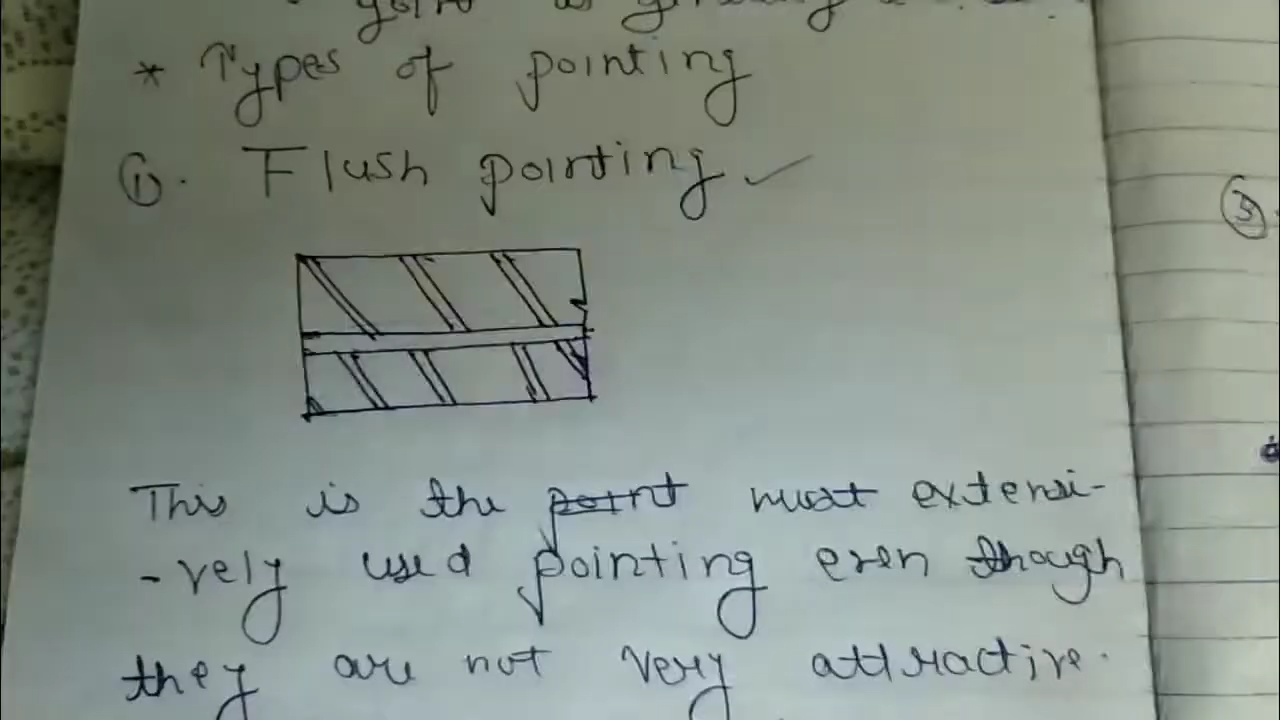 * Types of pointing
①. Flush pointing ✓
This is the point most extensi-
-vely used pointing even though
they are not very attractive.
③.